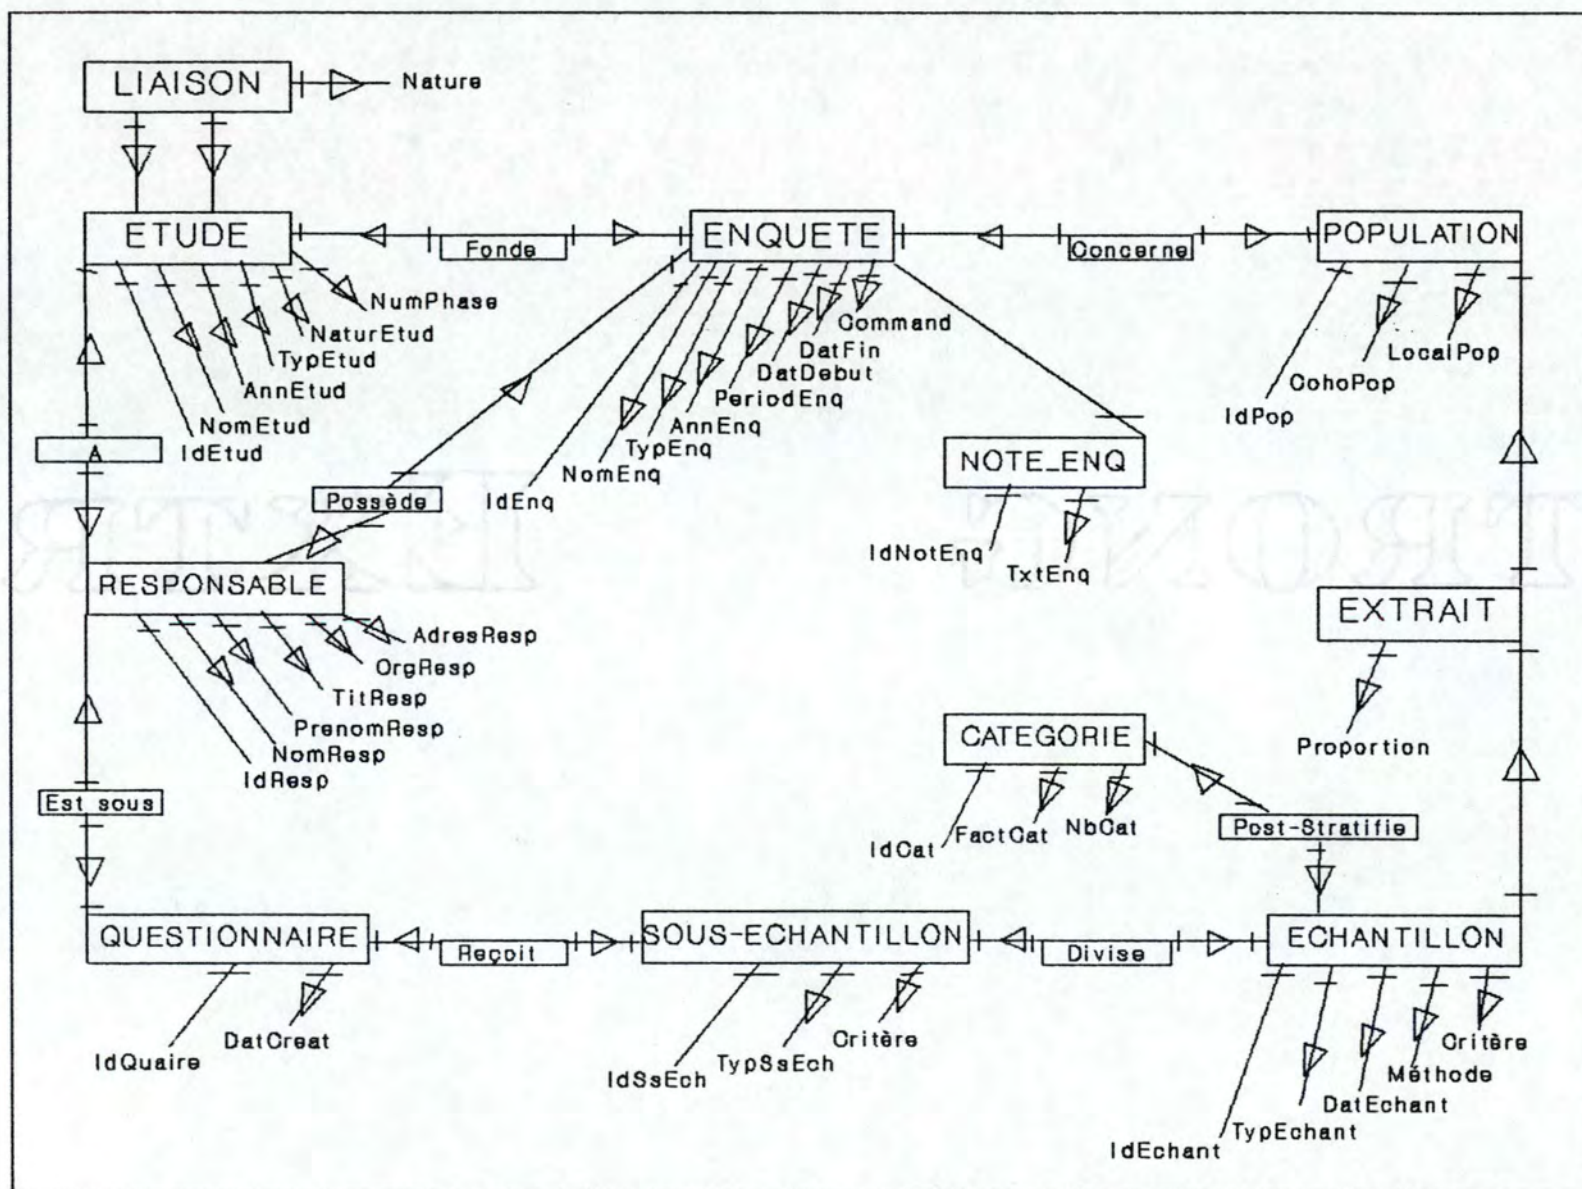 LIAISON
Nature
ETUDE
Fonde
ENQUETE
Concerne
POPULATION
NumPhase
NaturEtud
TypEtud
AnnEtud
NomEtud
IdEtud
Command
DatFin
DatDebut
PeriodEnq
AnnEnq
TypEnq
NomEnq
IdEnq
LocalPop
CohoPop
IdPop
A
Possède
NOTE_ENQ
IdNotEnq
TxtEnq
RESPONSABLE
AdresResp
OrgResp
TitResp
PrenomResp
NomResp
IdResp
EXTRAIT
Proportion
CATEGORIE
IdCat
FactCat
NbCat
Post-Stratifie
Est sous
QUESTIONNAIRE
Reçoit
SOUS-ECHANTILLON
Divise
ECHANTILLON
IdQuaire
DatCreat
IdSsEch
TypSsEch
Critère
Critère
Méthode
DatEchant
TypEchant
IdEchant